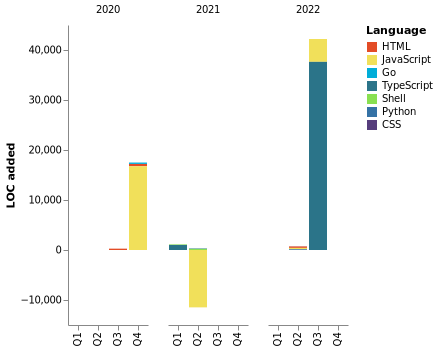 2020 2021 2022
LOC added
40,000
30,000
20,000
10,000
0
−10,000
Q1 Q2 Q3 Q4 Q1 Q2 Q3 Q4 Q1 Q2 Q3 Q4
Language
HTML
JavaScript
Go
TypeScript
Shell
Python
CSS